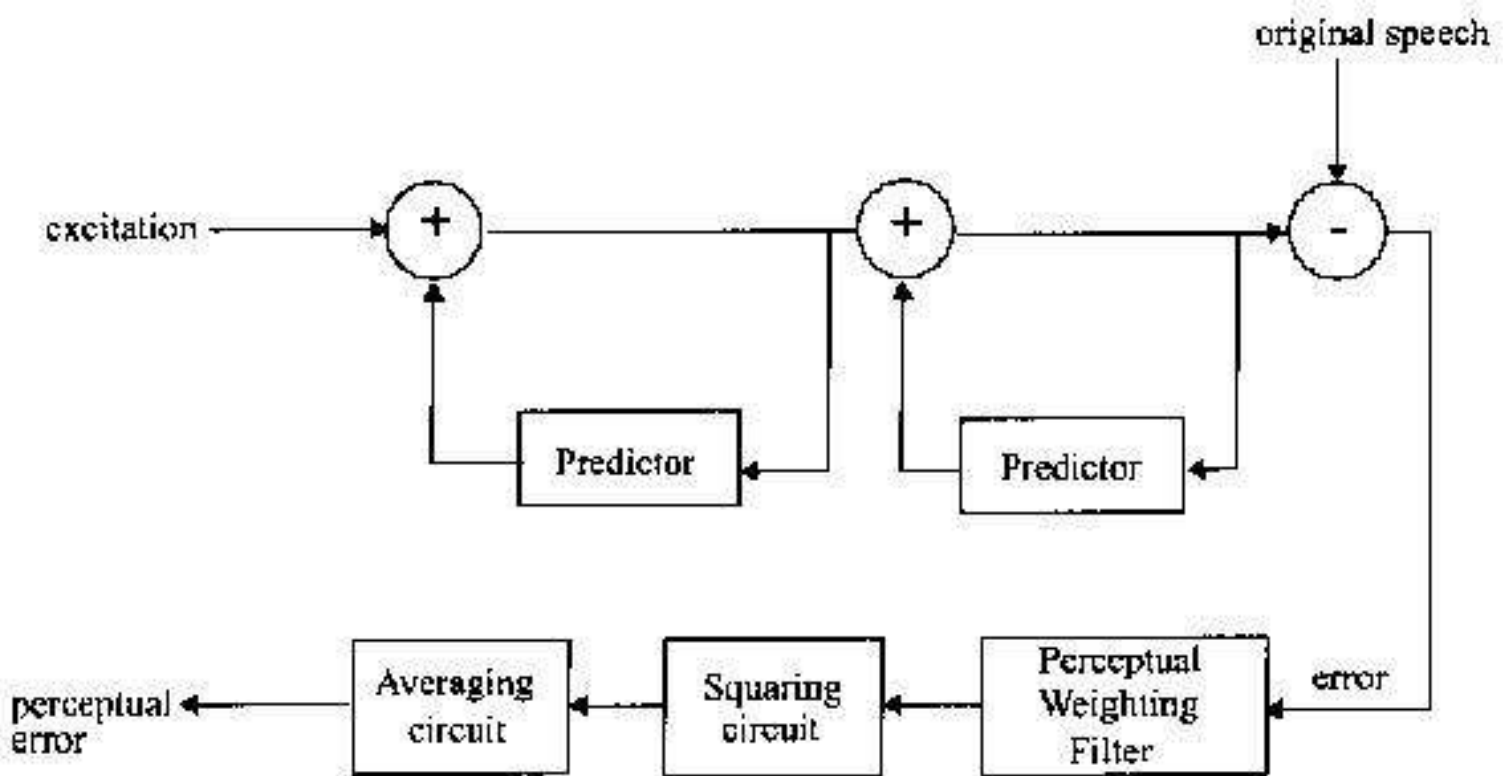 original speech
excitation
+
+
-
Predictor
Predictor
Averaging
circuit
Squaring
circuit
Perceptual
Weighting
Filter
error
perceptual
error